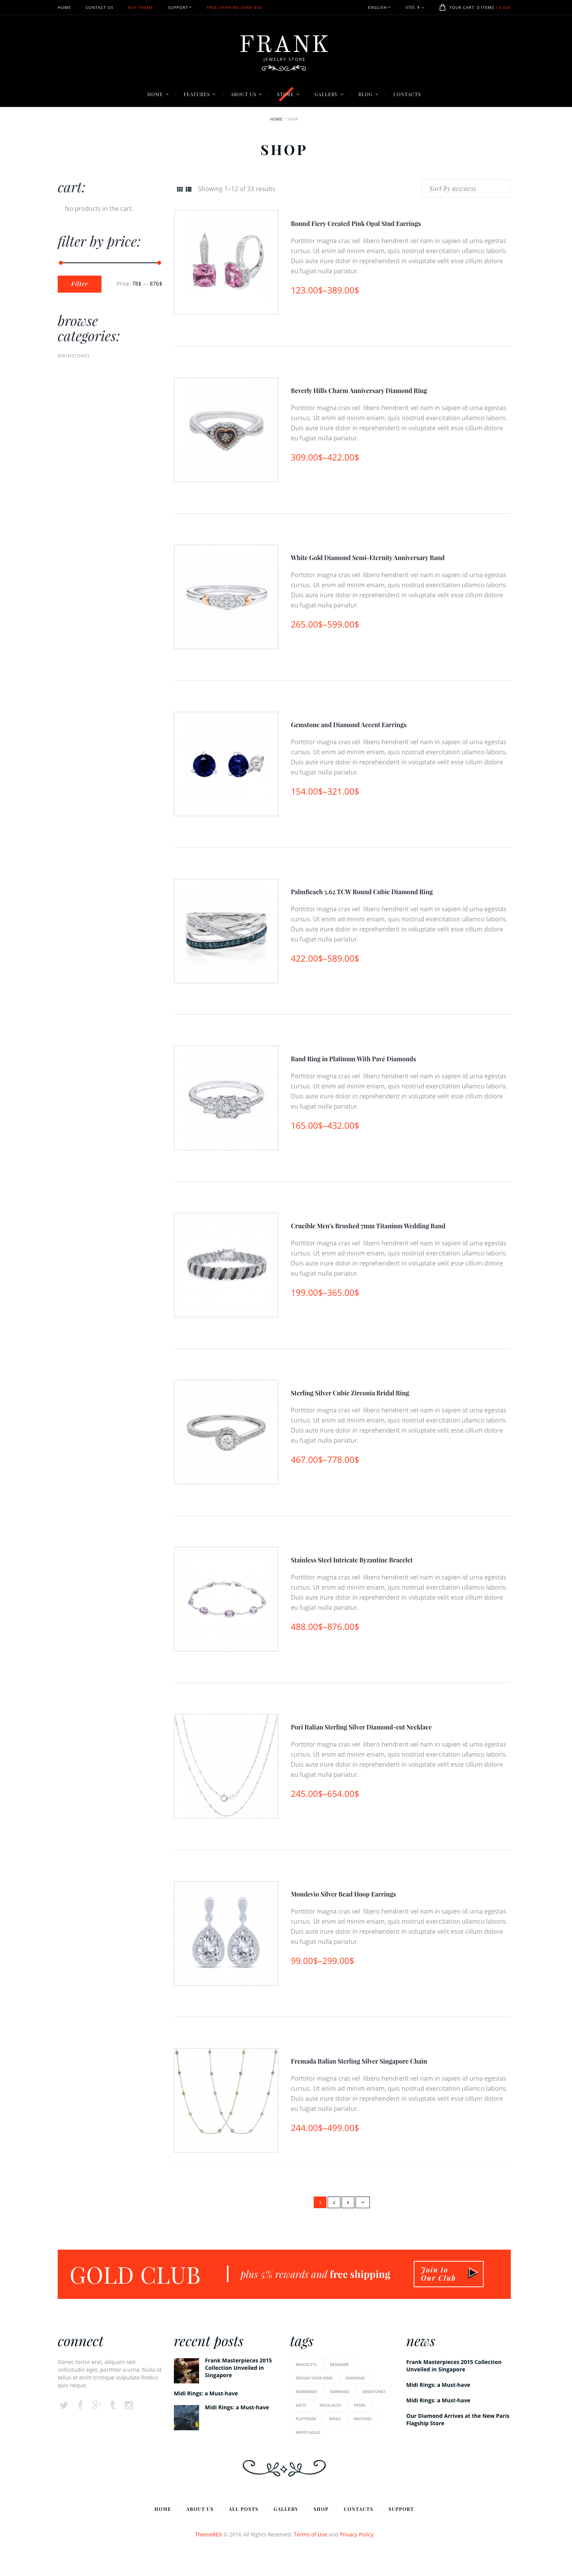 HOME CONTACT US BUY THEME SUPPORT FREE SHIPPING OVER $50 ENGLISH USD, $ YOUR CART: 0 ITEMS - 0.00$
FRANK
JEWELRY STORE
HOME FEATURES ABOUT US STORE GALLERY BLOG CONTACTS
HOME / SHOP
SHOP
cart:
No products in the cart.
filter by price:
Filter
Price: 78$ — 876$
browse
categories:
BIRTHSTONES
Showing 1–12 of 33 results
Sort by newness
Round Fiery Created Pink Opal Stud Earrings
Porttitor magna cras vel libero hendrerit vel nam in sapien id urna egestas
cursus. Ut enim ad minim eniam, quis nostrud exercitation ullamco laboris.
Duis aute irure dolor in reprehenderit in voluptate velit esse cillum dolore
eu fugiat nulla pariatur.
123.00$–389.00$
Beverly Hills Charm Anniversary Diamond Ring
Porttitor magna cras vel libero hendrerit vel nam in sapien id urna egestas
cursus. Ut enim ad minim eniam, quis nostrud exercitation ullamco laboris.
Duis aute irure dolor in reprehenderit in voluptate velit esse cillum dolore
eu fugiat nulla pariatur.
309.00$–422.00$
White Gold Diamond Semi-Eternity Anniversary Band
Porttitor magna cras vel libero hendrerit vel nam in sapien id urna egestas
cursus. Ut enim ad minim eniam, quis nostrud exercitation ullamco laboris.
Duis aute irure dolor in reprehenderit in voluptate velit esse cillum dolore
eu fugiat nulla pariatur.
265.00$–599.00$
Gemstone and Diamond Accent Earrings
Porttitor magna cras vel libero hendrerit vel nam in sapien id urna egestas
cursus. Ut enim ad minim eniam, quis nostrud exercitation ullamco laboris.
Duis aute irure dolor in reprehenderit in voluptate velit esse cillum dolore
eu fugiat nulla pariatur.
154.00$–321.00$
PalmBeach 5.62 TCW Round Cubic Diamond Ring
Porttitor magna cras vel libero hendrerit vel nam in sapien id urna egestas
cursus. Ut enim ad minim eniam, quis nostrud exercitation ullamco laboris.
Duis aute irure dolor in reprehenderit in voluptate velit esse cillum dolore
eu fugiat nulla pariatur.
422.00$–589.00$
Band Ring in Platinum With Pavé Diamonds
Porttitor magna cras vel libero hendrerit vel nam in sapien id urna egestas
cursus. Ut enim ad minim eniam, quis nostrud exercitation ullamco laboris.
Duis aute irure dolor in reprehenderit in voluptate velit esse cillum dolore
eu fugiat nulla pariatur.
165.00$–432.00$
Crucible Men's Brushed 7mm Titanium Wedding Band
Porttitor magna cras vel libero hendrerit vel nam in sapien id urna egestas
cursus. Ut enim ad minim eniam, quis nostrud exercitation ullamco laboris.
Duis aute irure dolor in reprehenderit in voluptate velit esse cillum dolore
eu fugiat nulla pariatur.
199.00$–365.00$
Sterling Silver Cubic Zirconia Bridal Ring
Porttitor magna cras vel libero hendrerit vel nam in sapien id urna egestas
cursus. Ut enim ad minim eniam, quis nostrud exercitation ullamco laboris.
Duis aute irure dolor in reprehenderit in voluptate velit esse cillum dolore
eu fugiat nulla pariatur.
467.00$–778.00$
Stainless Steel Intricate Byzantine Bracelet
Porttitor magna cras vel libero hendrerit vel nam in sapien id urna egestas
cursus. Ut enim ad minim eniam, quis nostrud exercitation ullamco laboris.
Duis aute irure dolor in reprehenderit in voluptate velit esse cillum dolore
eu fugiat nulla pariatur.
488.00$–876.00$
Pori Italian Sterling Silver Diamond-cut Necklace
Porttitor magna cras vel libero hendrerit vel nam in sapien id urna egestas
cursus. Ut enim ad minim eniam, quis nostrud exercitation ullamco laboris.
Duis aute irure dolor in reprehenderit in voluptate velit esse cillum dolore
eu fugiat nulla pariatur.
245.00$–654.00$
Mondevio Silver Bead Hoop Earrings
Porttitor magna cras vel libero hendrerit vel nam in sapien id urna egestas
cursus. Ut enim ad minim eniam, quis nostrud exercitation ullamco laboris.
Duis aute irure dolor in reprehenderit in voluptate velit esse cillum dolore
eu fugiat nulla pariatur.
99.00$–299.00$
Fremada Italian Sterling Silver Singapore Chain
Porttitor magna cras vel libero hendrerit vel nam in sapien id urna egestas
cursus. Ut enim ad minim eniam, quis nostrud exercitation ullamco laboris.
Duis aute irure dolor in reprehenderit in voluptate velit esse cillum dolore
eu fugiat nulla pariatur.
244.00$–499.00$
1 2 3 →
GOLD CLUB | plus 5% rewards and free shipping
Join to
Our Club
connect
Donec tortor erat, aliquam sed
sollicitudin eget, porttitor a urna. Nulla id
tellus at enim tristique vulputate finibus
quis neque.
recent posts
Frank Masterpieces 2015
Collection Unveiled in
Singapore
Midi Rings: a Must-have
Midi Rings: a Must-have
tags
BRACELETS DESIGNER
DESIGN YOUR OWN DIAMOND
DIAMONDS EARRINGS GEMSTONES
GIFTS NECKLACES PEARL
PLATINUM RINGS WATCHES
WHITE GOLD
news
Frank Masterpieces 2015 Collection
Unveiled in Singapore
Midi Rings: a Must-have
Midi Rings: a Must-have
Our Diamond Arrives at the New Paris
Flagship Store
HOME ABOUT US ALL POSTS GALLERY SHOP CONTACTS SUPPORT
ThemeREX © 2016 All Rights Reserved. Terms of Use and Privacy Policy